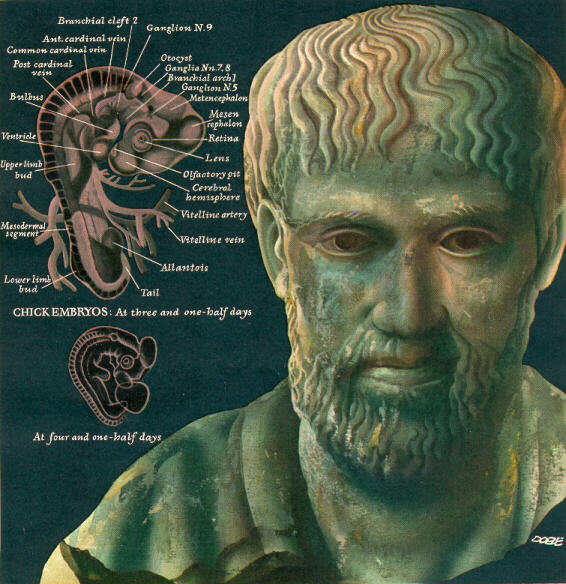 Branchial cleft 2
Ganglion N.9
Ant. cardinal vein
Common cardinal vein
Post cardinal
vein
Bulbus
Otocyst
Ganglia Nn.7.8
Branchial arch 1
Ganglion N.5
Metencephalon
Mesen
cephalon
Ventricle
Retina
Lens
Upper limb
bud
Olfactory pit
Cerebral
hemisphere
Vitelline artery
Mesodermal
segment
Vitelline vein
Allantois
Lower limb
bud
Tail
CHICK EMBRYOS: At three and one-half days
At four and one-half days
DOBLE